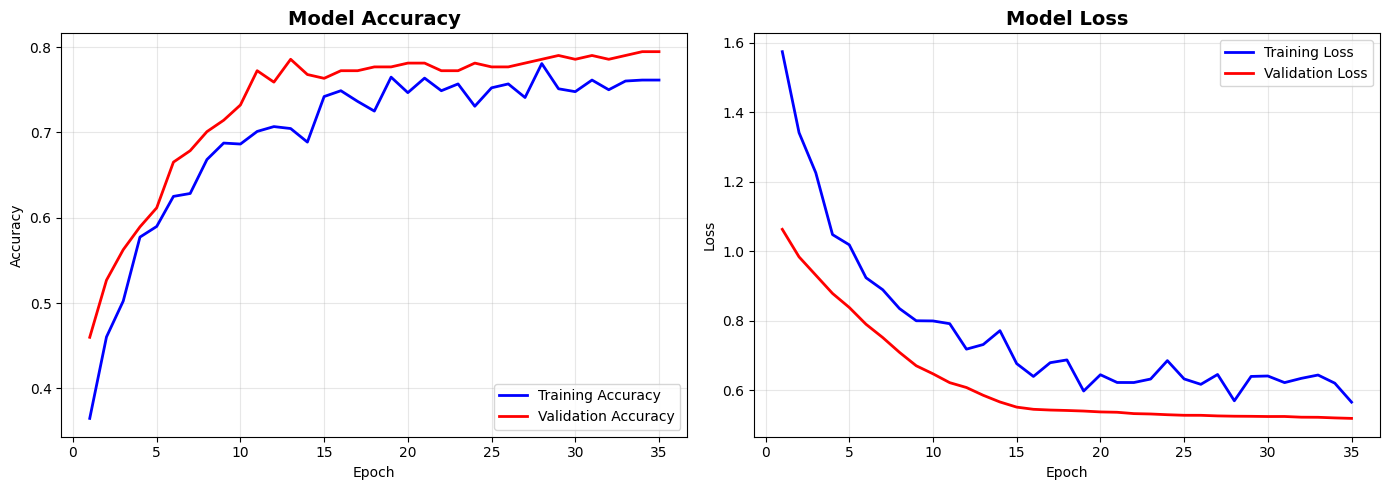 Model Accuracy
0.8
0.7
0.6
0.5
0.4
Accuracy
Training Accuracy
Validation Accuracy
0 5 10 15 20 25 30 35
Epoch
Model Loss
1.6
1.4
1.2
1.0
0.8
0.6
Loss
Training Loss
Validation Loss
0 5 10 15 20 25 30 35
Epoch